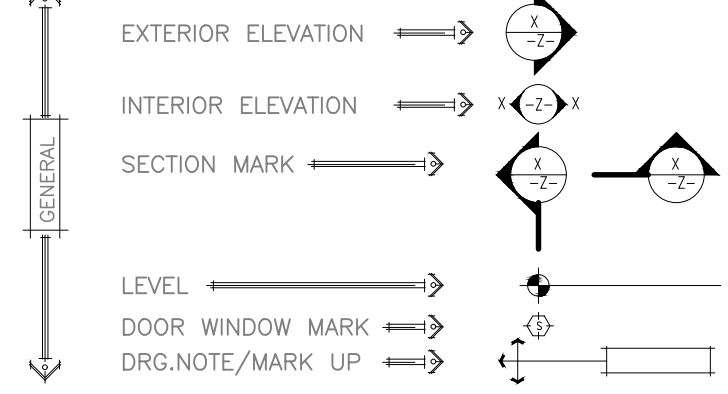 EXTERIOR ELEVATION
X
-Z-
INTERIOR ELEVATION
X -Z- X
GENERAL
SECTION MARK
X
-Z-
X
-Z-
LEVEL
DOOR WINDOW MARK
S
DRG.NOTE/MARK UP